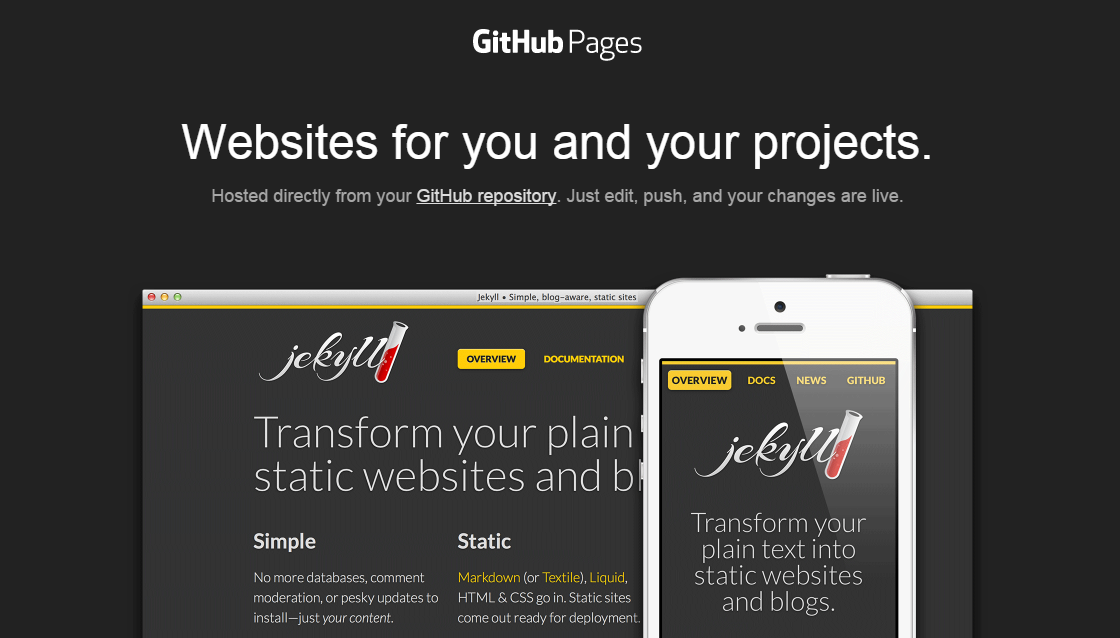 GitHub Pages
Websites for you and your projects.
Hosted directly from your GitHub repository. Just edit, push, and your changes are live.
Jekyll • Simple, blog-aware, static sites
jekyll
OVERVIEW
DOCUMENTATION
Transform your plain
static websites and
Simple
No more databases, comment
moderation, or pesky updates to
install—just your content.
Static
Markdown (or Textile), Liquid,
HTML & CSS go in. Static sites
come out ready for deployment.
OVERVIEW
DOCS
NEWS
GITHUB
jekyll
Transform your
plain text into
static websites
and blogs.